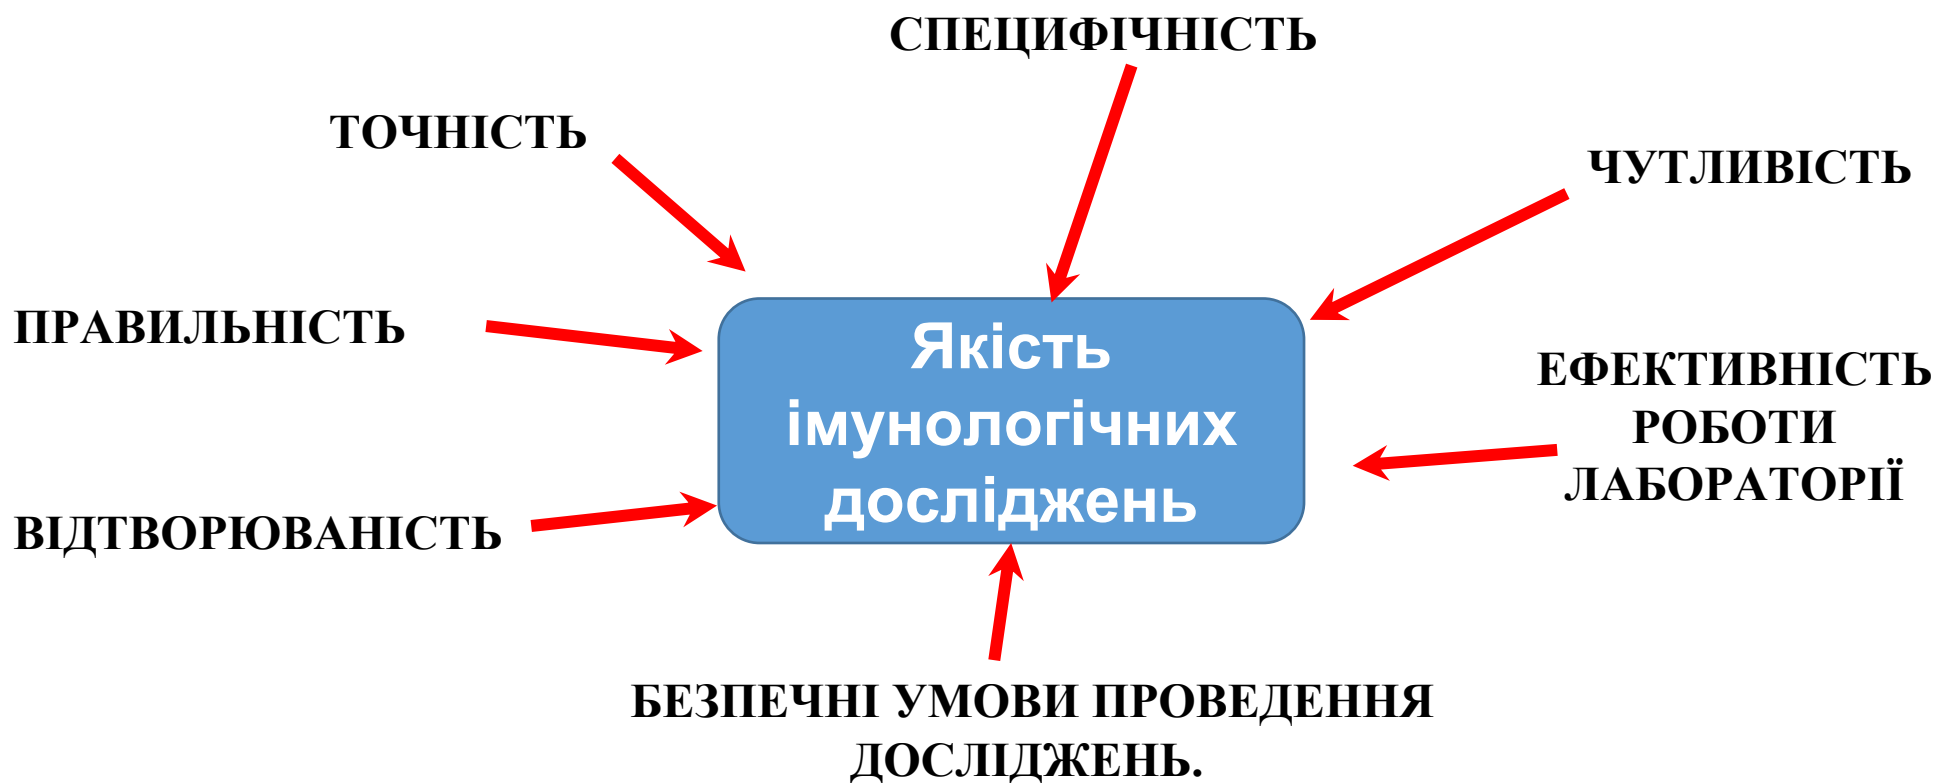 СПЕЦИФІЧНІСТЬ
ТОЧНІСТЬ
ЧУТЛИВІСТЬ
ПРАВИЛЬНІСТЬ
Якість
імунологічних
досліджень
ЕФЕКТИВНІСТЬ
РОБОТИ
ЛАБОРАТОРІЇ
ВІДТВОРЮВАНІСТЬ
БЕЗПЕЧНІ УМОВИ ПРОВЕДЕННЯ
ДОСЛІДЖЕНЬ.